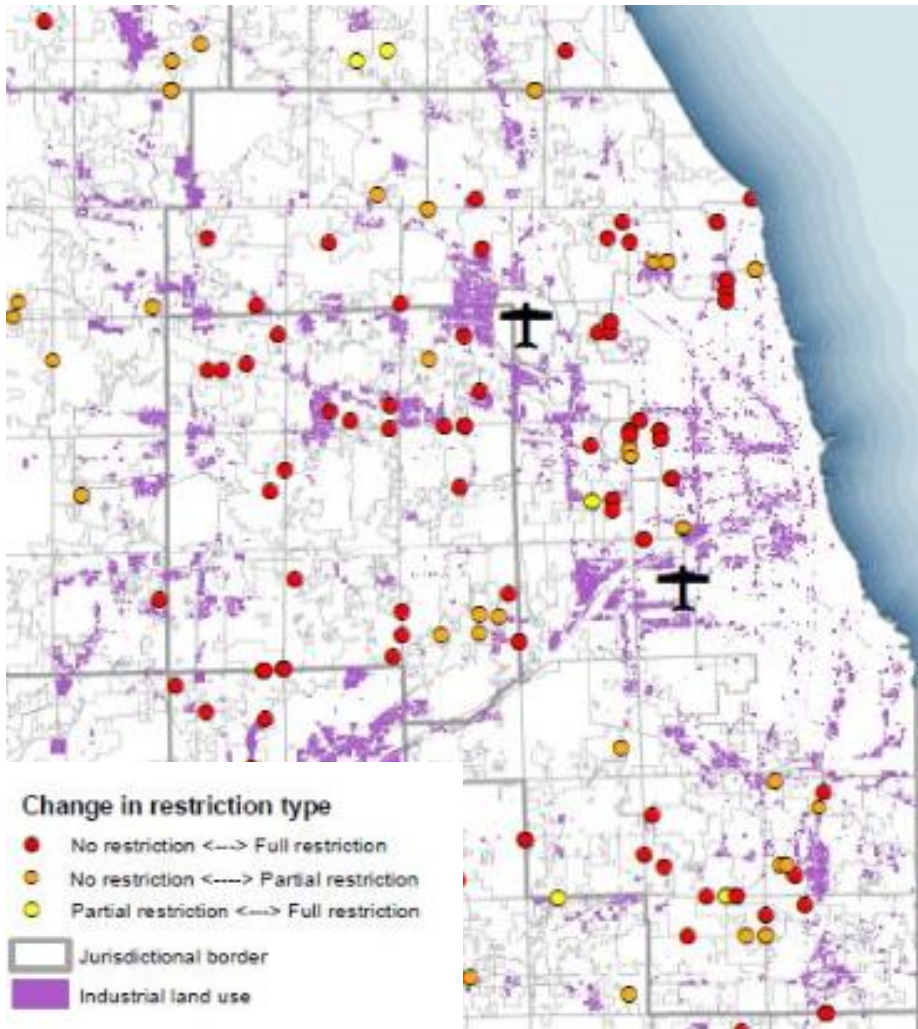 Change in restriction type
No restriction <---> Full restriction
No restriction <----> Partial restriction
Partial restriction <---> Full restriction
Jurisdictional border
Industrial land use